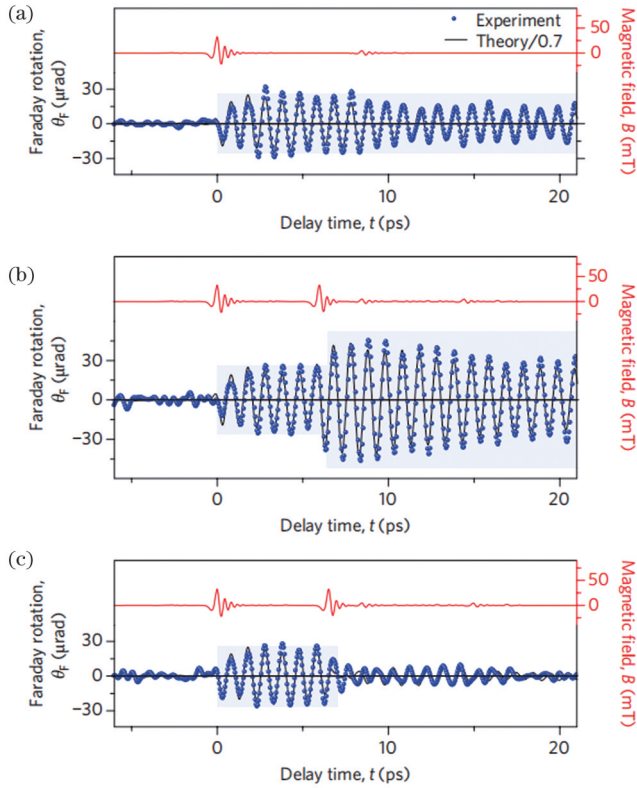 (a)
Faraday rotation,
θF (μrad)
30
0
−30
50
0
Magnetic field, B (mT)
Experiment
Theory/0.7
0
10
20
Delay time, t (ps)
(b)
Faraday rotation,
θF (μrad)
30
0
−30
50
0
Magnetic field, B (mT)
0
10
20
Delay time, t (ps)
(c)
Faraday rotation,
θF (μrad)
30
0
−30
50
0
Magnetic field, B (mT)
0
10
20
Delay time, t (ps)